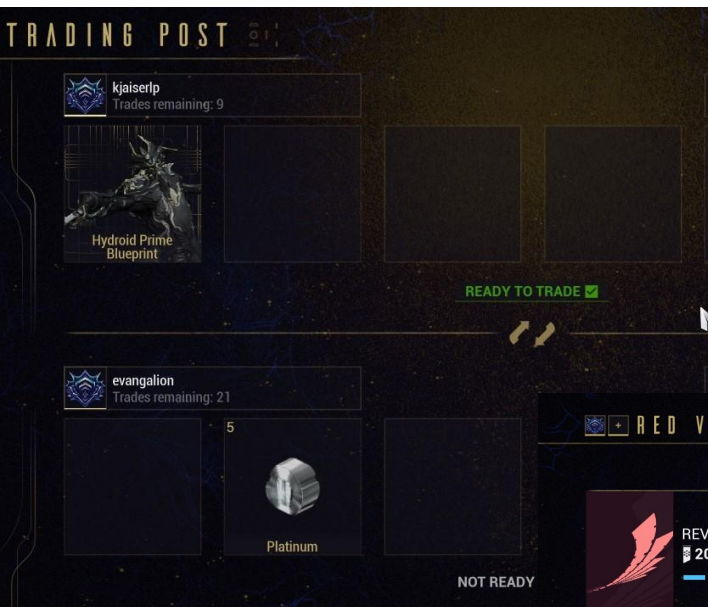 TRADING POST
kjaiserlp
Trades remaining: 9
Hydroid Prime
Blueprint
READY TO TRADE
evangalion
Trades remaining: 21
5
Platinum
NOT READY
+ RED V
REV
20